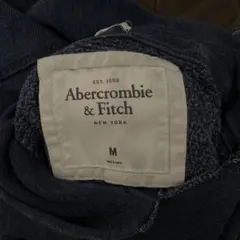 EST. 1892
Abercrombie
& Fitch
NEW YORK
M